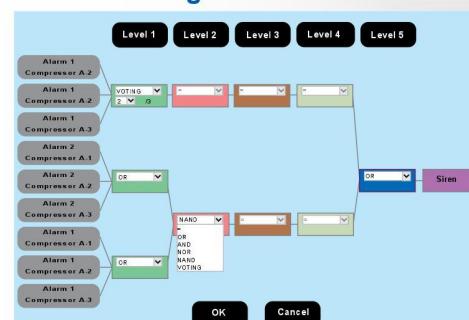 Level 1 Level 2 Level 3 Level 4 Level 5
Alarm 1
Compressor A.2
Alarm 1
Compressor A-2
Alarm 1
Compressor A-3
Alarm 2
Compressor A-1
Alarm 2
Compressor A-2
Alarm 2
Compressor A-3
Alarm 1
Compressor A-1
Alarm 1
Compressor A-2
Alarm 1
Compressor A-3
VOTING = = =
2 /3
OR
OR Siren
NAND = =
=
OR
AND
NOR
NAND
VOTING
OR
OK Cancel